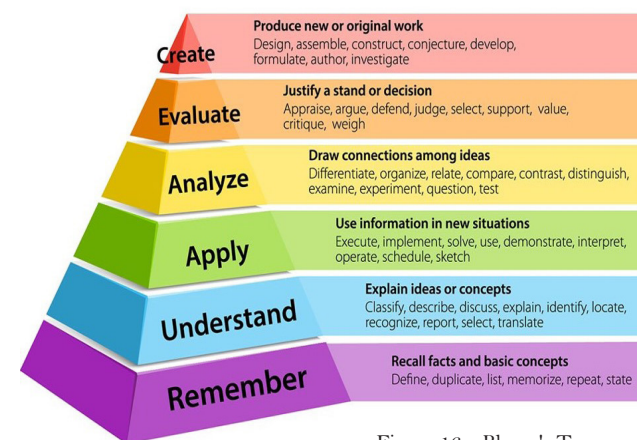 Create
Produce new or original work
Design, assemble, construct, conjecture, develop,
formulate, author, investigate
Evaluate
Justify a stand or decision
Appraise, argue, defend, judge, select, support, value,
critique, weigh
Analyze
Draw connections among ideas
Differentiate, organize, relate, compare, contrast, distinguish,
examine, experiment, question, test
Apply
Use information in new situations
Execute, implement, solve, use, demonstrate, interpret,
operate, schedule, sketch
Understand
Explain ideas or concepts
Classify, describe, discuss, explain, identify, locate,
recognize, report, select, translate
Remember
Recall facts and basic concepts
Define, duplicate, list, memorize, repeat, state